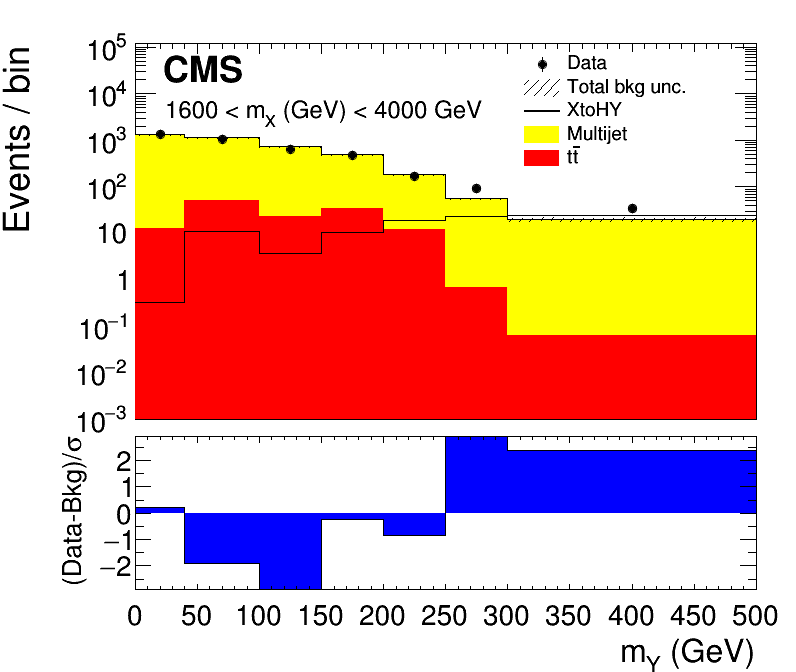 CMS
1600 < m_X (GeV) < 4000 GeV
Data
Total bkg unc.
XtoHY
Multijet
tt̄
Events / bin
10^5
10^4
10^3
10^2
10
1
10^−1
10^−2
10^−3
(Data-Bkg)/σ
2
1
0
−1
−2
0 50 100 150 200 250 300 350 400 450 500
m_Y (GeV)